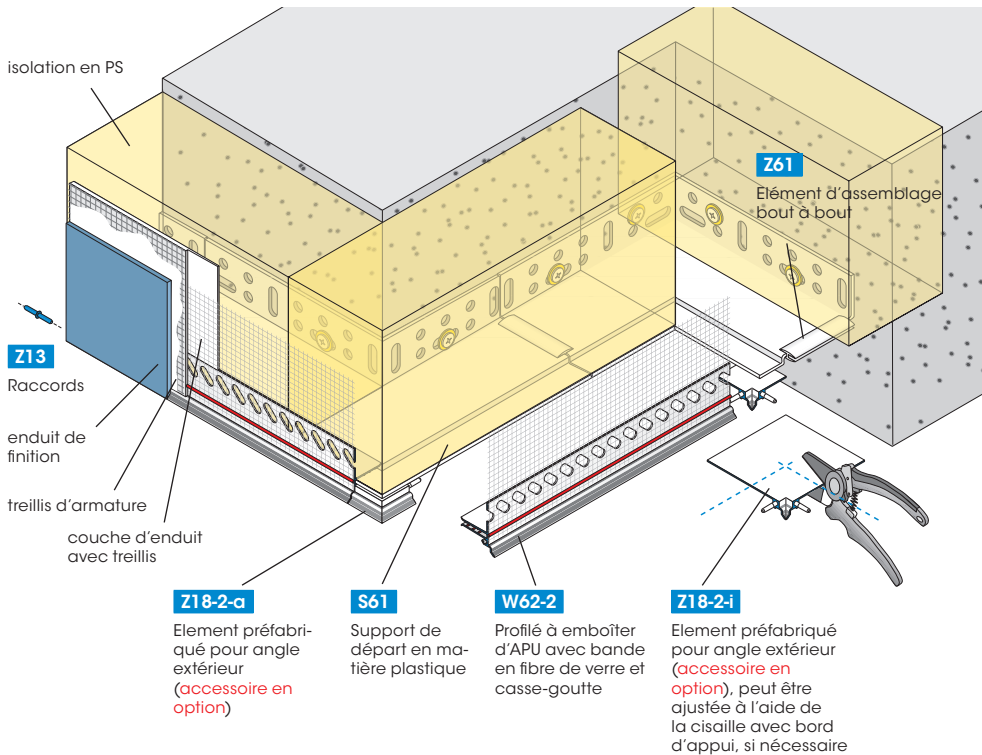 isolation en PS
Z61
Elément d'assemblage
bout à bout
Z13
Raccords
enduit de
finition
treillis d'armature
couche d'enduit
avec treillis
Z18-2-a
Element préfabri-
qué pour angle
extérieur
(accessoire en
option)
S61
Support de
départ en ma-
tière plastique
W62-2
Profilé à emboîter
d'APU avec bande
en fibre de verre et
casse-goutte
Z18-2-i
Element préfabriqué
pour angle extérieur
(accessoire en
option), peut être
ajustée à l'aide de
la cisaille avec bord
d'appui, si nécessaire